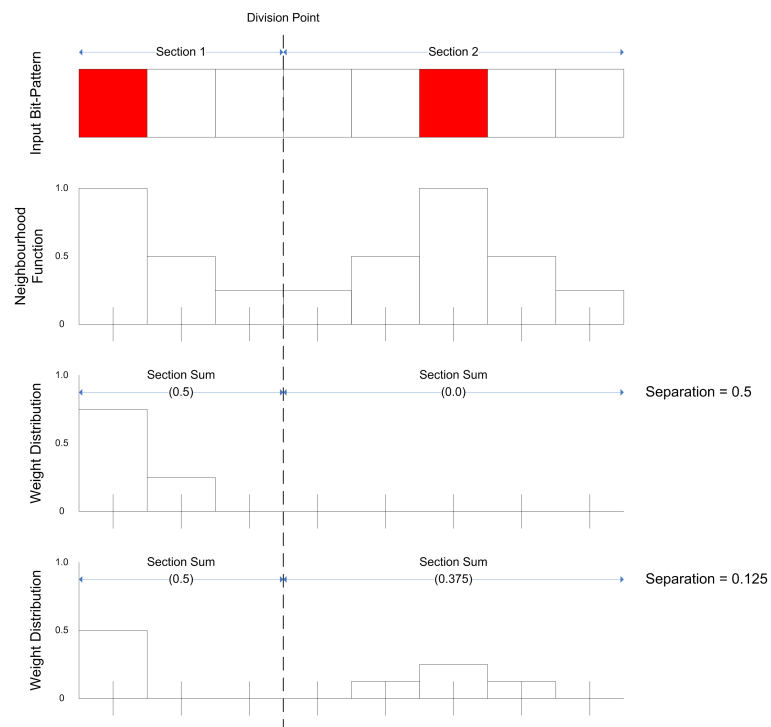 Division Point
Section 1
Section 2
Input Bit-Pattern
1.0
0.5
0
Neighbourhood
Function
1.0
0.5
0
Weight Distribution
Section Sum
(0.5)
Section Sum
(0.0)
Separation = 0.5
1.0
0.5
0
Weight Distribution
Section Sum
(0.5)
Section Sum
(0.375)
Separation = 0.125